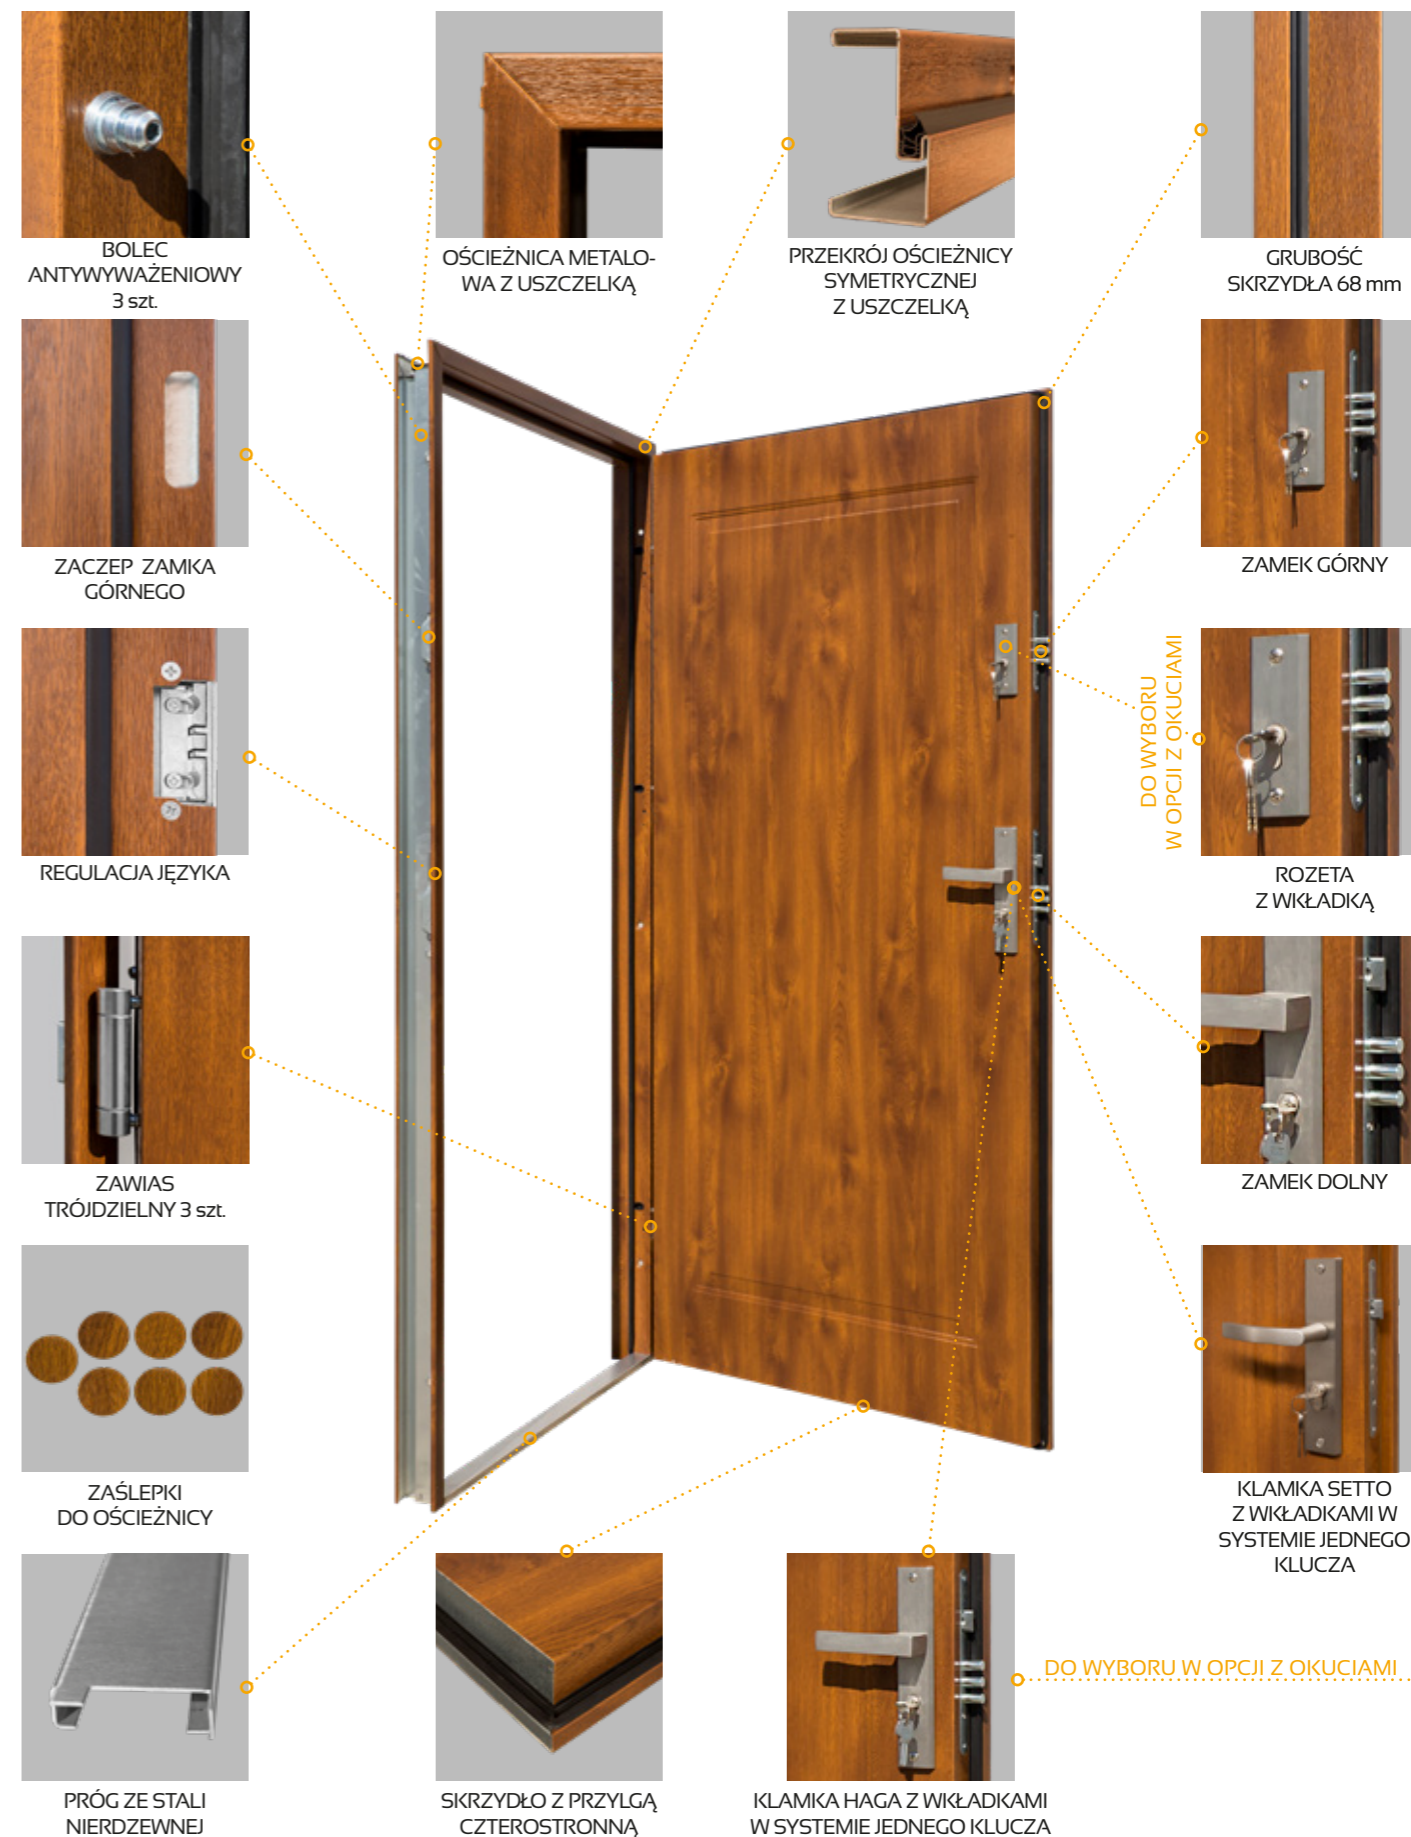 BOLEC
ANTYWYWAŻENIOWY
3 szt.
OŚCIEŻNICA METALO-
WA Z USZCZELKĄ
PRZEKRÓJ OŚCIEŻNICY
SYMETRYCZNEJ
Z USZCZELKĄ
GRUBOŚĆ
SKRZYDŁA 68 mm
ZACZEP ZAMKA
GÓRNEGO
ZAMEK GÓRNY
REGULACJA JĘZYKA
DO WYBORU
W OPCJI Z OKUCIAMI
ROZETA
Z WKŁADKĄ
ZAWIAS
TRÓJDZIELNY 3 szt.
ZAMEK DOLNY
ZAŚLEPKI
DO OŚCIEŻNICY
KLAMKA SETTO
Z WKŁADKAMI W
SYSTEMIE JEDNEGO
KLUCZA
PRÓG ZE STALI
NIERDZEWNEJ
SKRZYDŁO Z PRZYLGĄ
CZTEROSTRONNĄ
KLAMKA HAGA Z WKŁADKAMI
W SYSTEMIE JEDNEGO KLUCZA
DO WYBORU W OPCJI Z OKUCIAMI